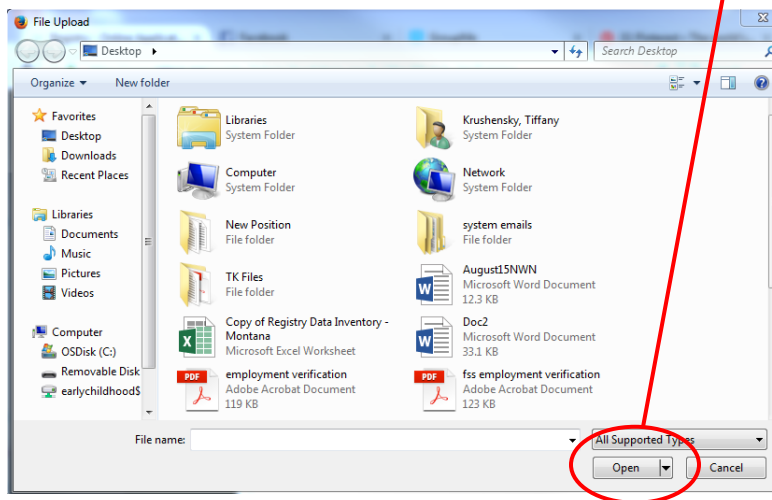 File Upload
Desktop
Search Desktop
Organize
New folder
Favorites
Desktop
Downloads
Recent Places
Libraries
Documents
Music
Pictures
Videos
Computer
OSDisk (C:)
Removable Disk
earlychildhood$
Libraries
System Folder
Krushensky, Tiffany
System Folder
Computer
System Folder
Network
System Folder
New Position
File folder
system emails
File folder
TK Files
File folder
August15NWN
Microsoft Word Document
12.3 KB
Copy of Registry Data Inventory -
Montana
Microsoft Excel Worksheet
Doc2
Microsoft Word Document
33.1 KB
PDF
employment verification
Adobe Acrobat Document
119 KB
PDF
fss employment verification
Adobe Acrobat Document
123 KB
File name:
All Supported Types
Open
Cancel